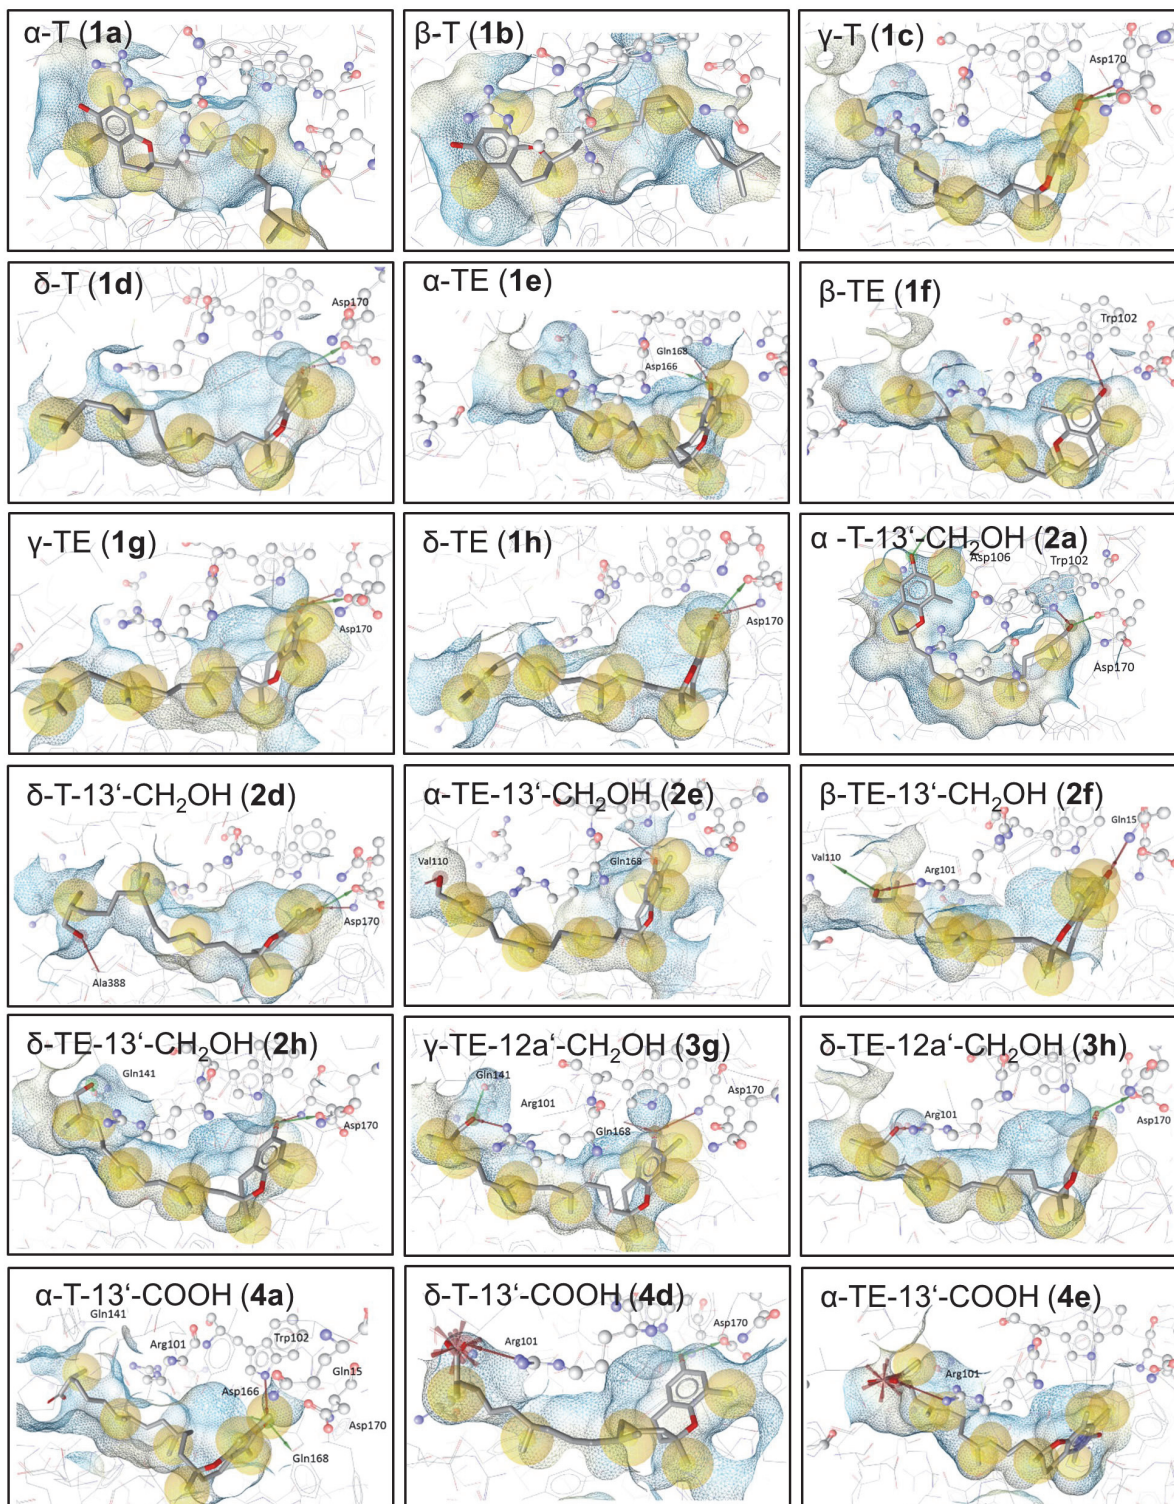 α-T (1a)
β-T (1b)
γ-T (1c)
Asp170
δ-T (1d)
Asp170
α-TE (1e)
Gln168
Asp166
β-TE (1f)
Trp102
γ-TE (1g)
Asp170
δ-TE (1h)
Asp170
α -T-13‘-CH₂OH (2a)
Asp106
Trp102
Asp170
δ-T-13‘-CH₂OH (2d)
Asp170
Ala388
α-TE-13‘-CH₂OH (2e)
Val110
Gln168
β-TE-13‘-CH₂OH (2f)
Gln15
Val110
Arg101
δ-TE-13‘-CH₂OH (2h)
Gln141
Asp170
γ-TE-12a‘-CH₂OH (3g)
Gln141
Asp170
Arg101
Gln168
δ-TE-12a‘-CH₂OH (3h)
Arg101
Asp170
α-T-13‘-COOH (4a)
Gln141
Arg101
Trp102
Gln15
Asp166
Asp170
Gln168
δ-T-13‘-COOH (4d)
Asp170
Arg101
α-TE-13‘-COOH (4e)
Arg101